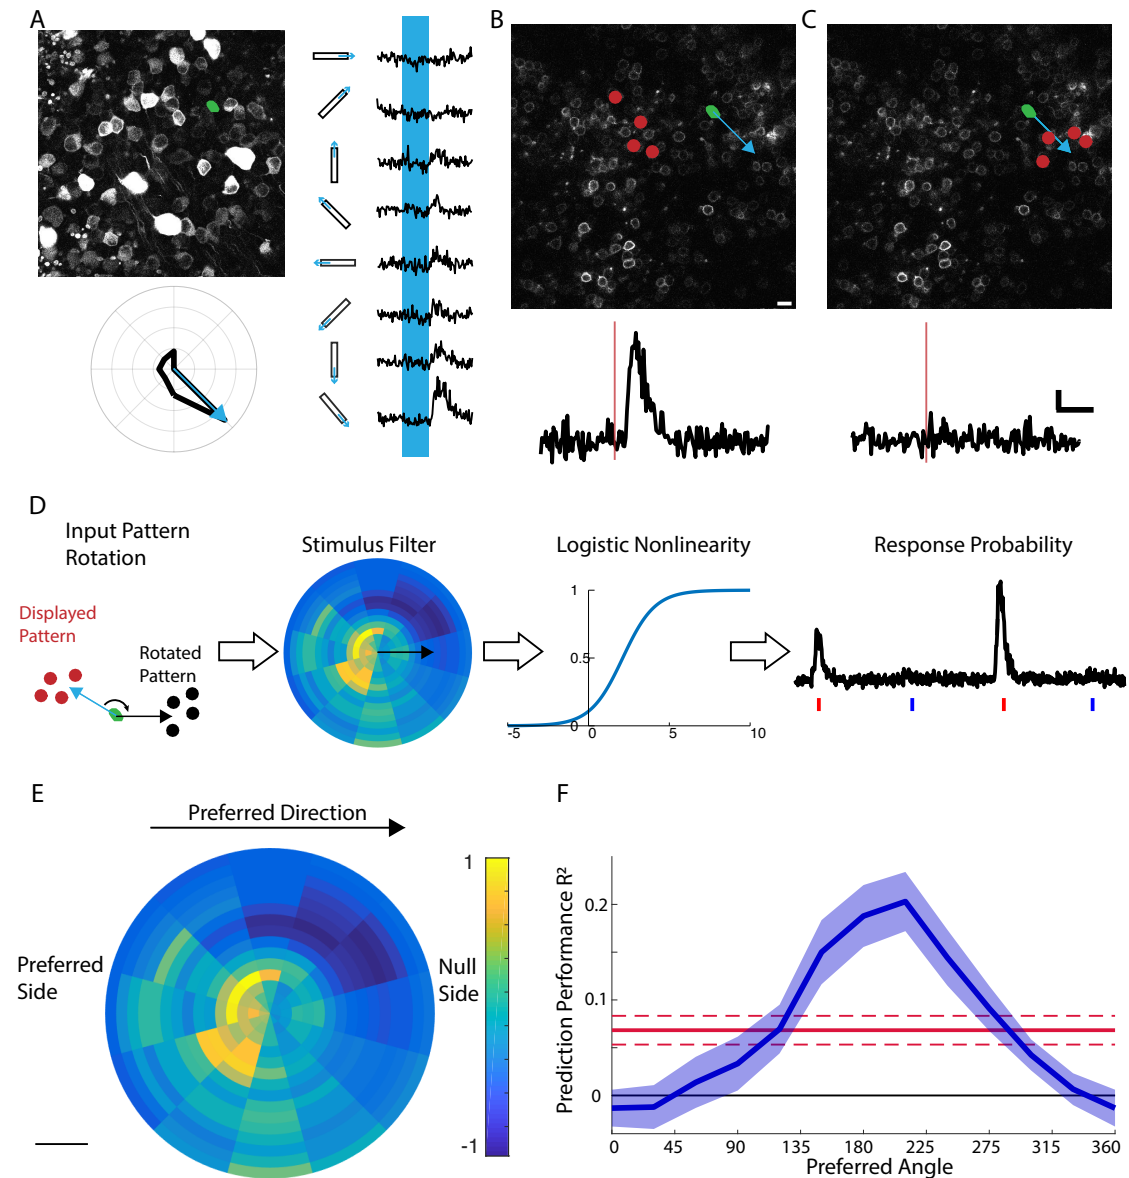 A
B
C
D
Input Pattern
Rotation
Stimulus Filter
Logistic Nonlinearity
Response Probability
Displayed
Pattern
Rotated
Pattern
1
0.5
0
-5
0
5
10
E
Preferred Direction
Preferred
Side
Null
Side
1
-1
F
Prediction Performance R²
0.2
0.1
0
0
45
90
135
180
225
275
315
360
Preferred Angle